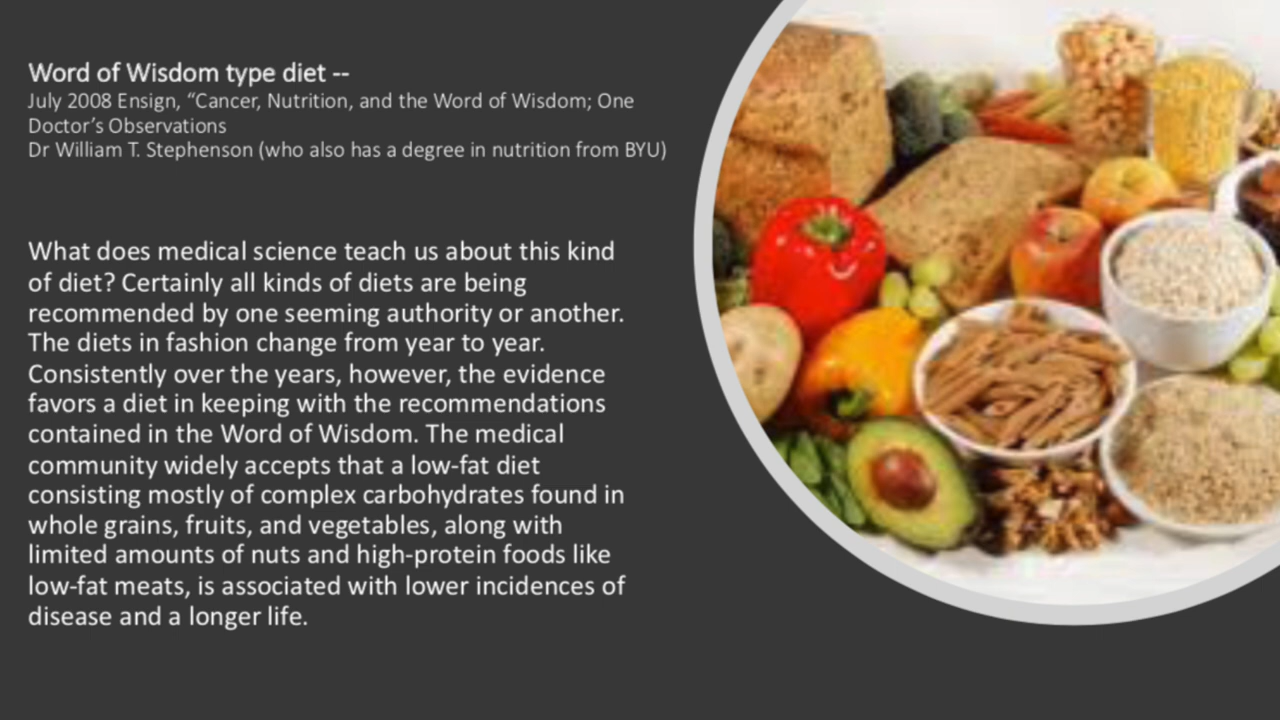 Word of Wisdom type diet --
July 2008 Ensign, “Cancer, Nutrition, and the Word of Wisdom; One
Doctor’s Observations
Dr William T. Stephenson (who also has a degree in nutrition from BYU)
What does medical science teach us about this kind
of diet? Certainly all kinds of diets are being
recommended by one seeming authority or another.
The diets in fashion change from year to year.
Consistently over the years, however, the evidence
favors a diet in keeping with the recommendations
contained in the Word of Wisdom. The medical
community widely accepts that a low-fat diet
consisting mostly of complex carbohydrates found in
whole grains, fruits, and vegetables, along with
limited amounts of nuts and high-protein foods like
low-fat meats, is associated with lower incidences of
disease and a longer life.